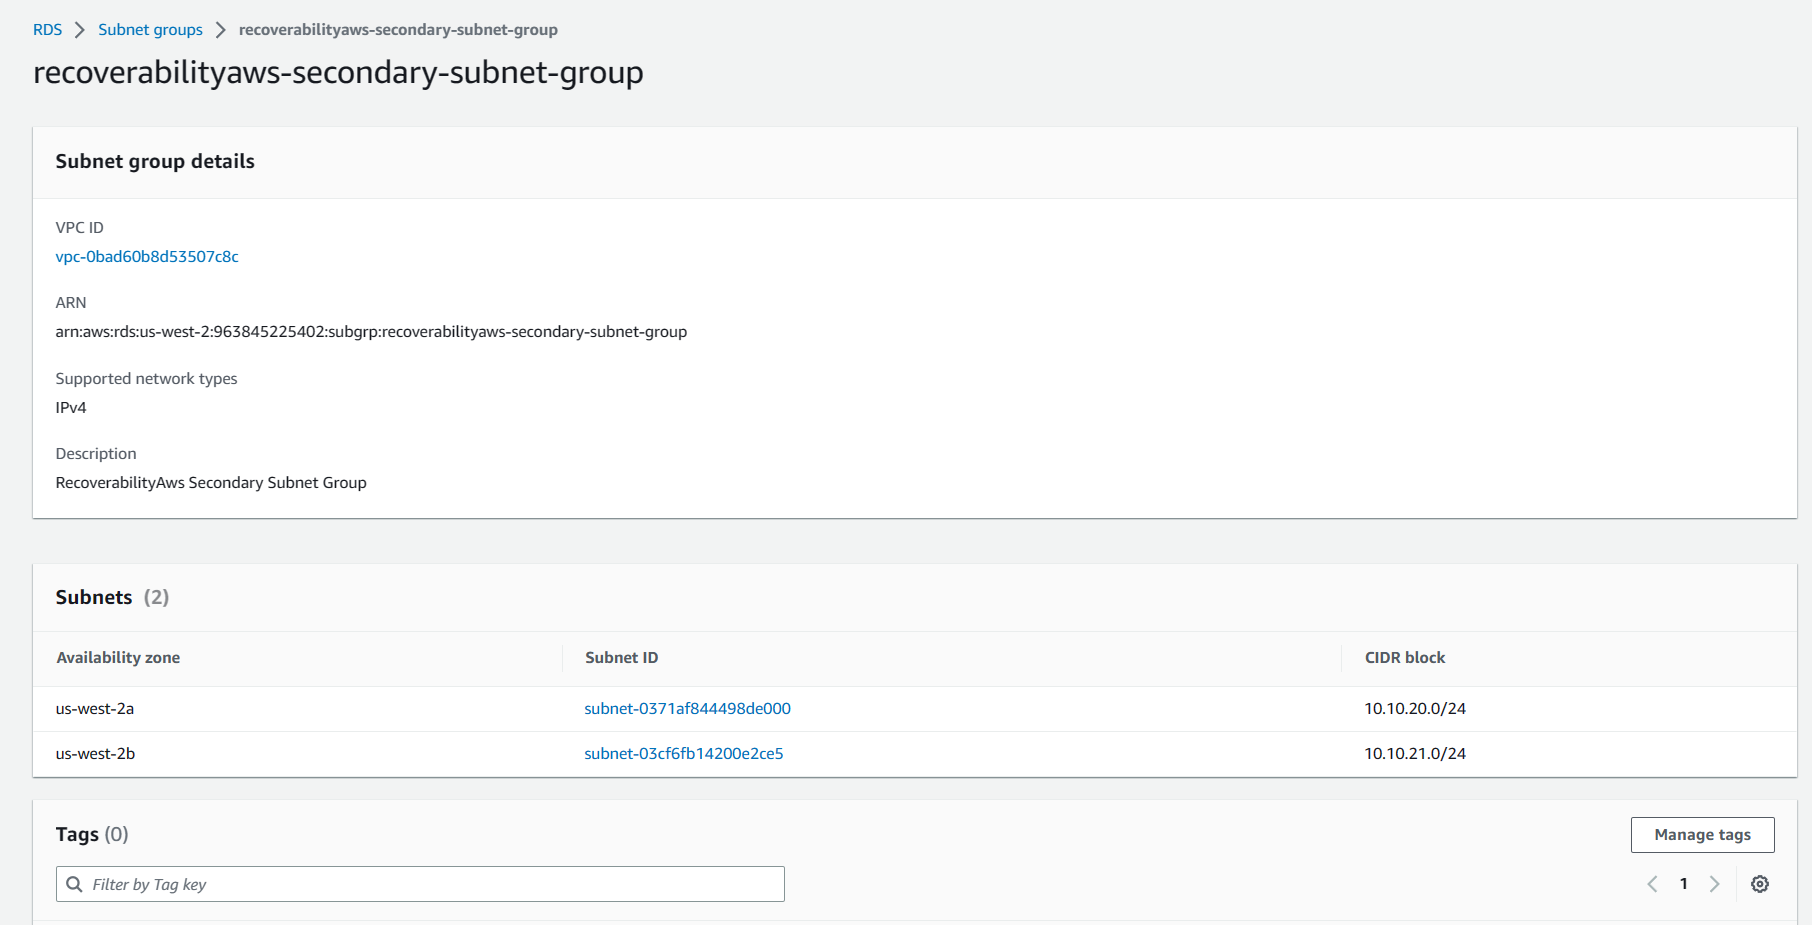 RDS > Subnet groups > recoverabilityaws-secondary-subnet-group
recoverabilityaws-secondary-subnet-group
Subnet group details
VPC ID
vpc-0bad60b8d53507c8c
ARN
arn:aws:rds:us-west-2:963845225402:subgrp:recoverabilityaws-secondary-subnet-group
Supported network types
IPv4
Description
RecoverabilityAws Secondary Subnet Group
Subnets (2)
Availability zone Subnet ID CIDR block
us-west-2a subnet-0371af844498de000 10.10.20.0/24
us-west-2b subnet-03cf6fb14200e2ce5 10.10.21.0/24
Tags (0) Manage tags
Filter by Tag key < 1 >